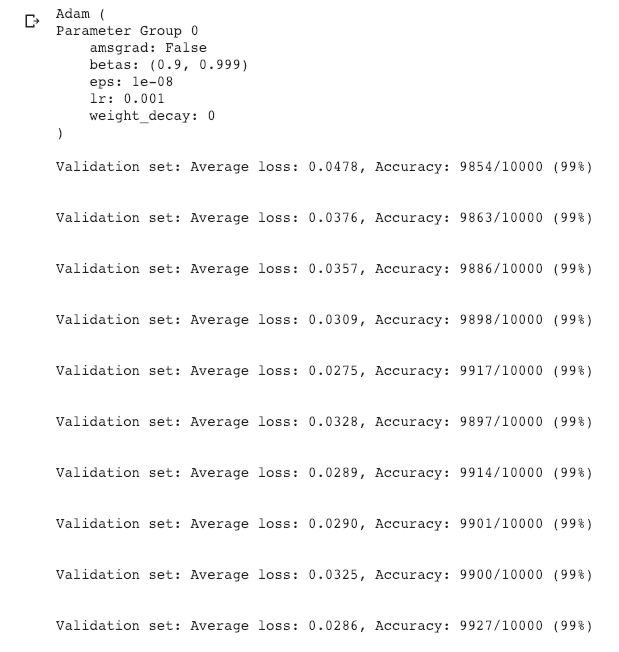 Adam (
Parameter Group 0
    amsgrad: False
    betas: (0.9, 0.999)
    eps: 1e-08
    lr: 0.001
    weight_decay: 0
)
Validation set: Average loss: 0.0478, Accuracy: 9854/10000 (99%)
Validation set: Average loss: 0.0376, Accuracy: 9863/10000 (99%)
Validation set: Average loss: 0.0357, Accuracy: 9886/10000 (99%)
Validation set: Average loss: 0.0309, Accuracy: 9898/10000 (99%)
Validation set: Average loss: 0.0275, Accuracy: 9917/10000 (99%)
Validation set: Average loss: 0.0328, Accuracy: 9897/10000 (99%)
Validation set: Average loss: 0.0289, Accuracy: 9914/10000 (99%)
Validation set: Average loss: 0.0290, Accuracy: 9901/10000 (99%)
Validation set: Average loss: 0.0325, Accuracy: 9900/10000 (99%)
Validation set: Average loss: 0.0286, Accuracy: 9927/10000 (99%)